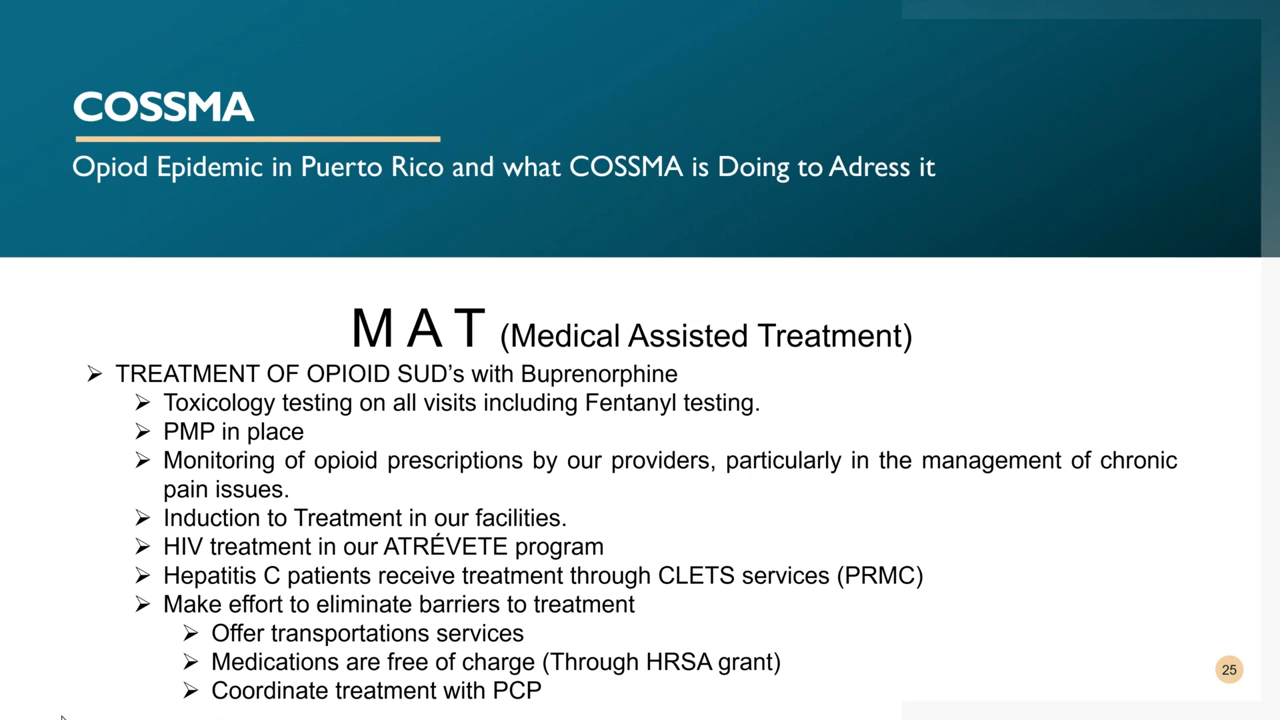 COSSMA
Opiod Epidemic in Puerto Rico and what COSSMA is Doing to Adress it
M A T (Medical Assisted Treatment)
➢ TREATMENT OF OPIOID SUD’s with Buprenorphine
➢ Toxicology testing on all visits including Fentanyl testing.
➢ PMP in place
➢ Monitoring of opioid prescriptions by our providers, particularly in the management of chronic
pain issues.
➢ Induction to Treatment in our facilities.
➢ HIV treatment in our ATRÉVETE program
➢ Hepatitis C patients receive treatment through CLETS services (PRMC)
➢ Make effort to eliminate barriers to treatment
➢ Offer transportations services
➢ Medications are free of charge (Through HRSA grant)
➢ Coordinate treatment with PCP
25